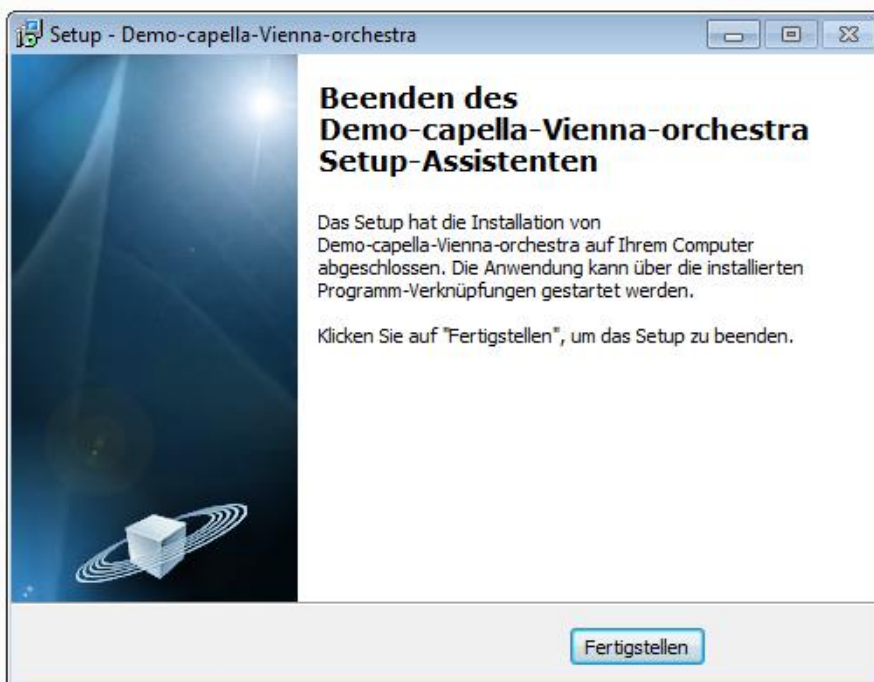 Setup - Demo-capella-Vienna-orchestra
Beenden des
Demo-capella-Vienna-orchestra
Setup-Assistenten
Das Setup hat die Installation von
Demo-capella-Vienna-orchestra auf Ihrem Computer
abgeschlossen. Die Anwendung kann über die installierten
Programm-Verknüpfungen gestartet werden.
Klicken Sie auf "Fertigstellen", um das Setup zu beenden.
Fertigstellen